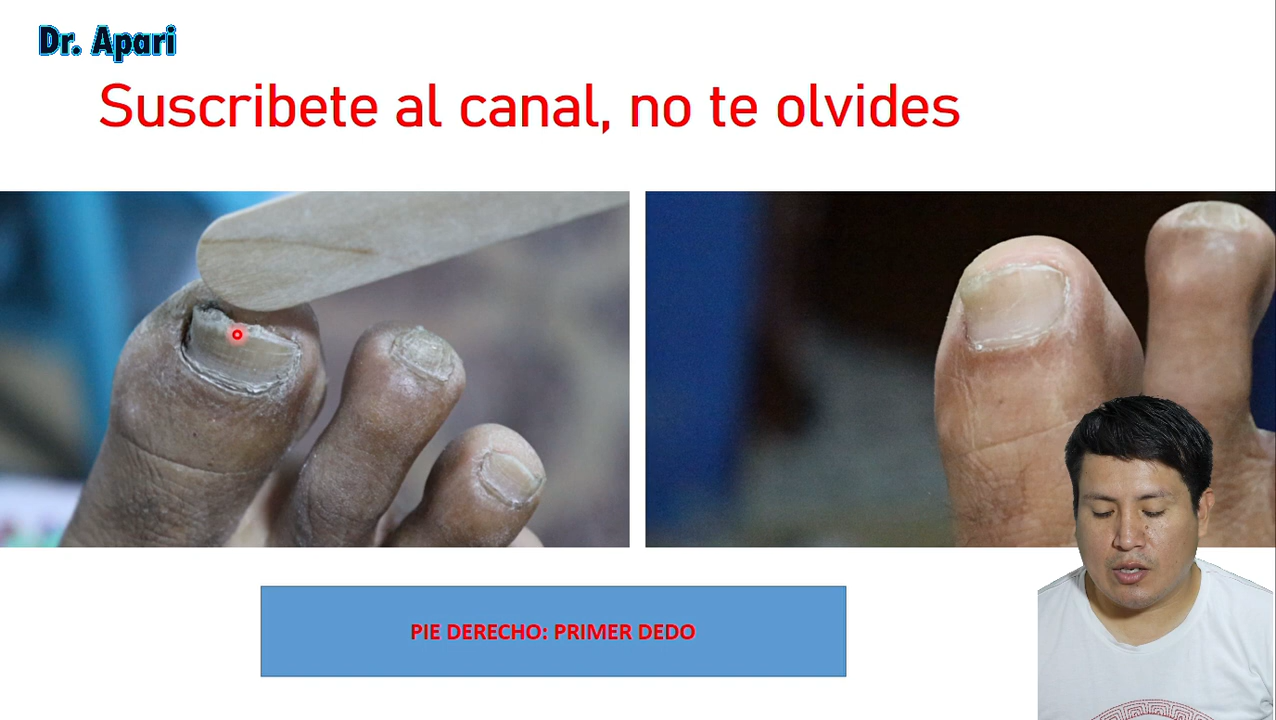 Dr. Apari
Suscribete al canal, no te olvides
PIE DERECHO: PRIMER DEDO